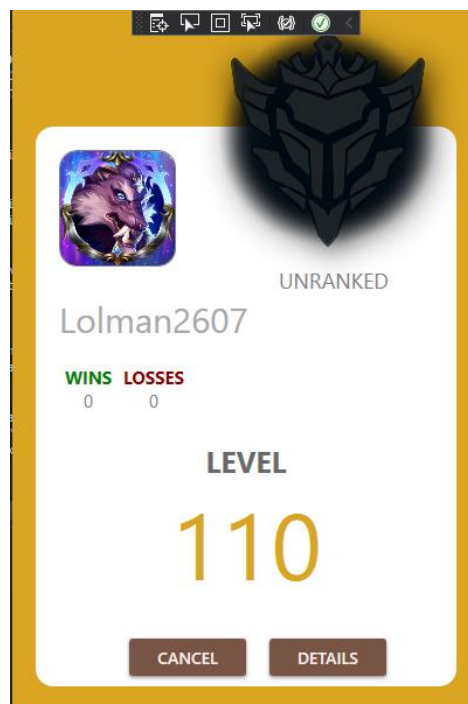 UNRANKED
Lolman2607
WINS LOSSES
0 0
LEVEL
110
CANCEL DETAILS